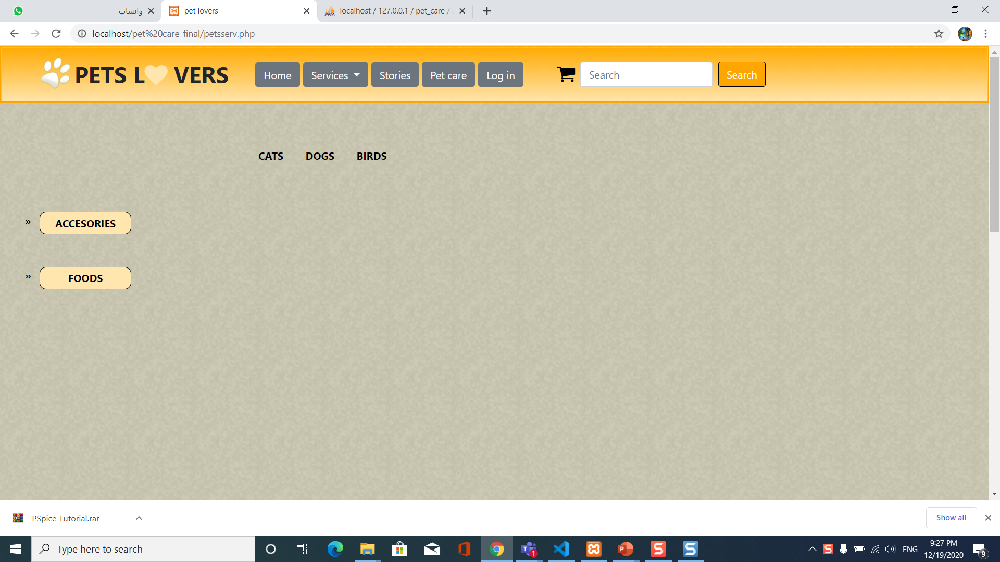 واتساب
pet lovers
localhost / 127.0.0.1 / pet_care /
localhost/pet%20care-final/petsserv.php
PETS L VERS
Home
Services
Stories
Pet care
Log in
Search
Search
CATS
DOGS
BIRDS
» ACCESORIES
» FOODS
PSpice Tutorial.rar
Show all
Type here to search
1
ENG
9:27 PM
12/19/2020
9